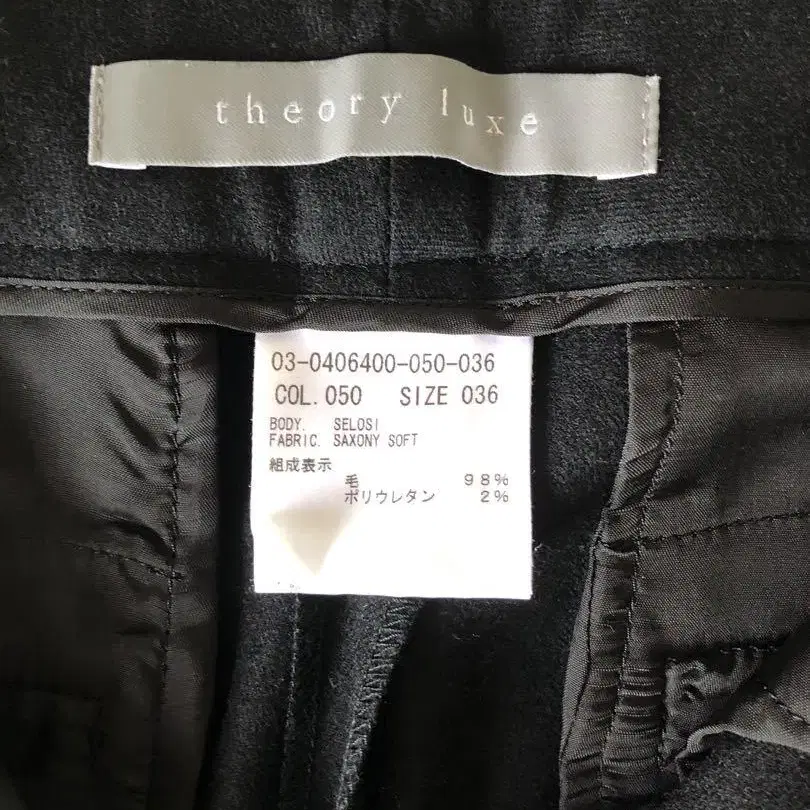 theory luxe
03-0406400-050-036
COL. 050 SIZE 036
BODY. SELOSI
FABRIC. SAXONY SOFT
組成表示
毛 98%
ポリウレタン 2%